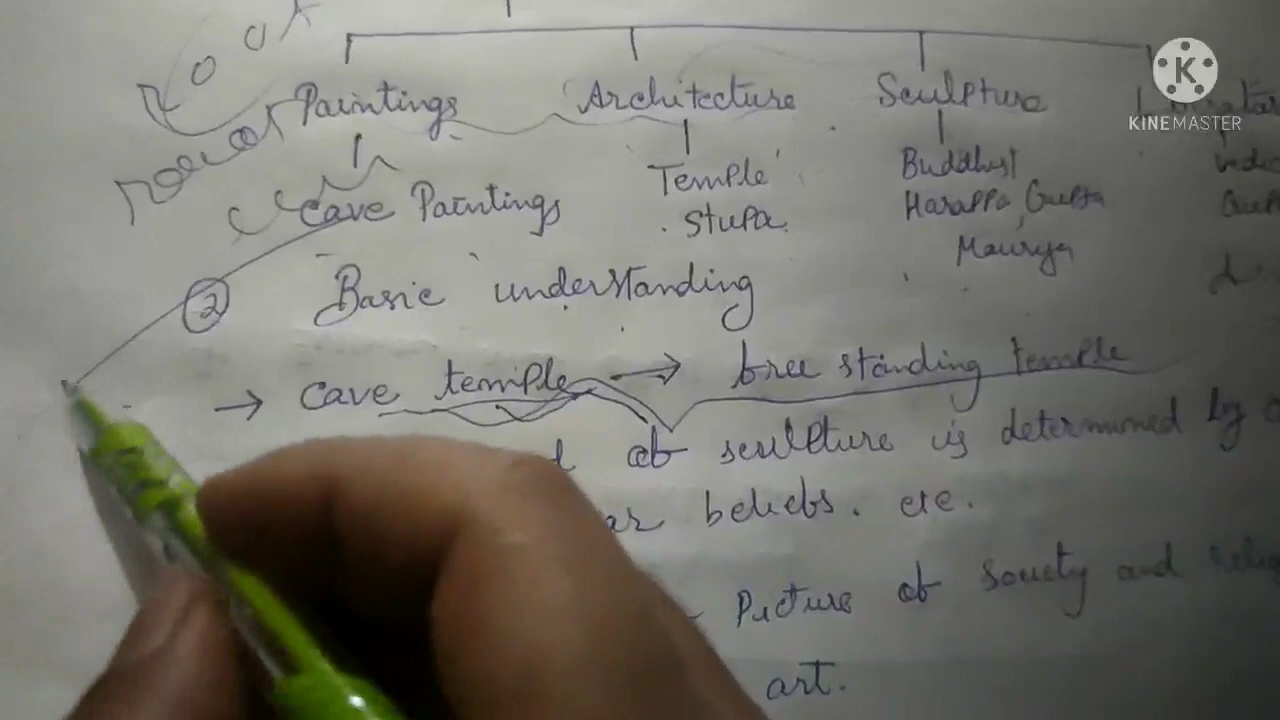 Paintings Architecture Sculpture
KINEMASTER
Cave Paintings Temple Buddhist
Stupa Harappa, Gupta
Maurya
② Basic understanding
→ Cave temple → free standing temple
of sculpture is determined by
beliefs. etc.
Picture of society and
art.